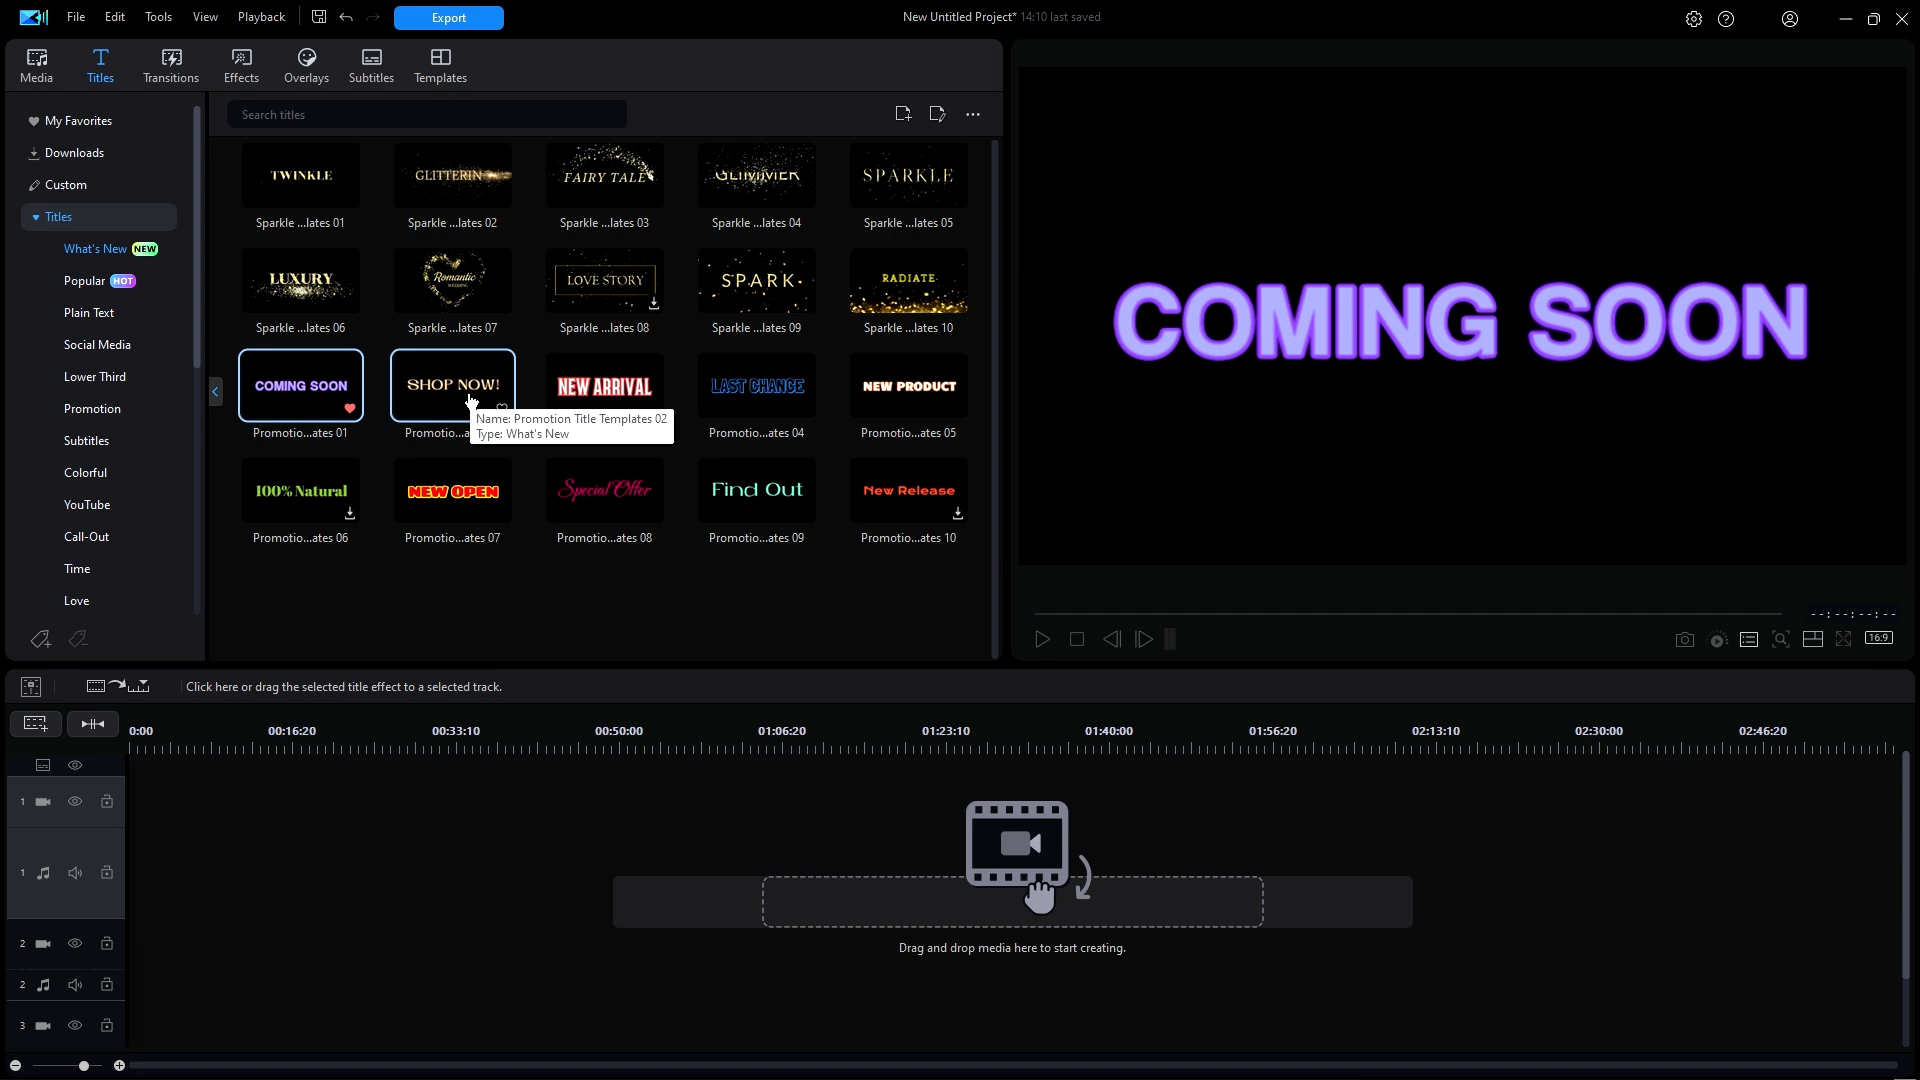 File Edit Tools View Playback Export New Untitled Project* 14:10 last saved
Media Titles Transitions Effects Overlays Subtitles Templates
Search titles
My Favorites
Downloads
Custom
Titles
What's New NEW
Popular HOT
Plain Text
Social Media
Lower Third
Promotion
Subtitles
Colorful
YouTube
Call-Out
Time
Love
TWINKLE GLITTERIN FAIRY TALE GLIMMER SPARKLE
Sparkle ...lates 01 Sparkle ...lates 02 Sparkle ...lates 03 Sparkle ...lates 04 Sparkle ...lates 05
LUXURY Romantic LOVE STORY SPARK RADIATE
Sparkle ...lates 06 Sparkle ...lates 07 Sparkle ...lates 08 Sparkle ...lates 09 Sparkle ...lates 10
COMING SOON SHOP NOW! NEW ARRIVAL LAST CHANCE NEW PRODUCT
Promotio...ates 01 Promotio...a Promotio...ates 04 Promotio...ates 05
Name: Promotion Title Templates 02
Type: What's New
100% Natural NEW OPEN Special Offer Find Out New Release
Promotio...ates 06 Promotio...ates 07 Promotio...ates 08 Promotio...ates 09 Promotio...ates 10
COMING SOON
--:--:--:--
16:9
Click here or drag the selected title effect to a selected track.
0:00 00:16:20 00:33:10 00:50:00 01:06:20 01:23:10 01:40:00 01:56:20 02:13:10 02:30:00 02:46:20
1
1
2
2
3
Drag and drop media here to start creating.